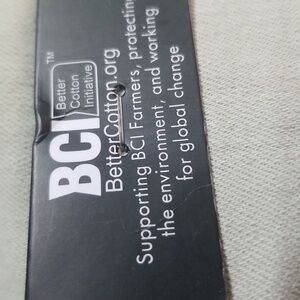 BCI
Better
Cotton
Initiative
TM
BetterCotton.org
Supporting BCI Farmers, protecting
the environment, and working
for global change